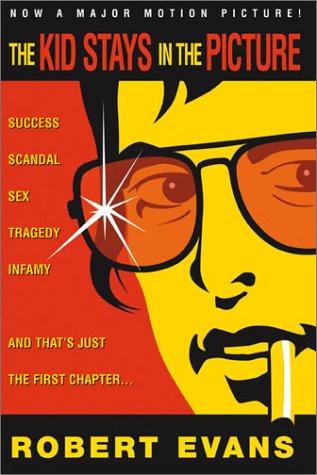 NOW A MAJOR MOTION PICTURE!
THE KID STAYS IN THE PICTURE
SUCCESS
SCANDAL
SEX
TRAGEDY
INFAMY
AND THAT'S JUST
THE FIRST CHAPTER...
ROBERT EVANS